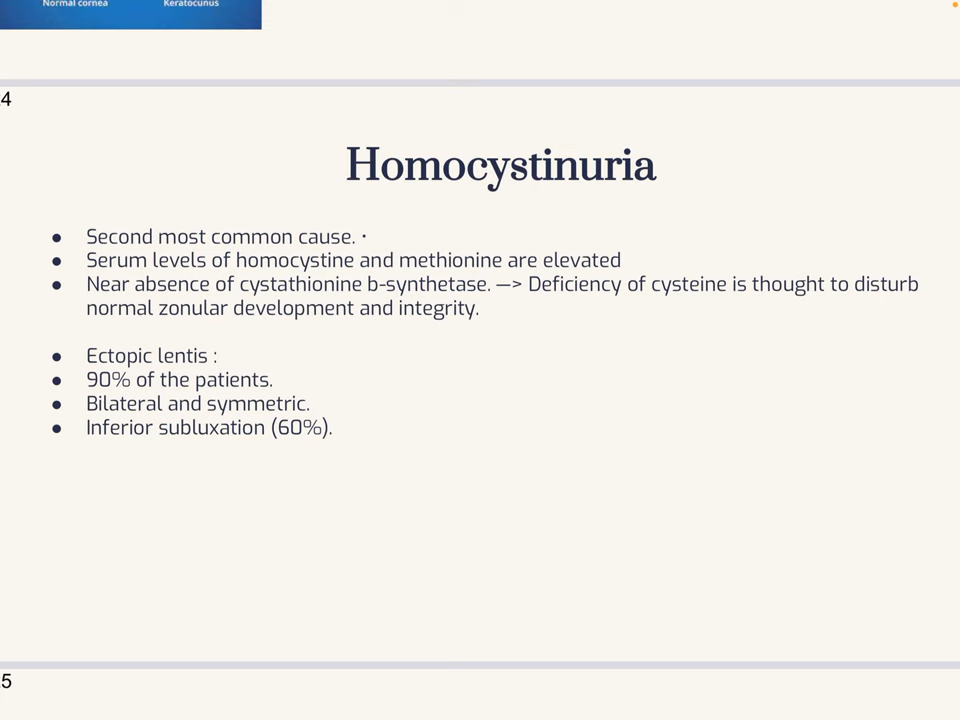 Normal cornea Keratocunus
4
Homocystinuria
● Second most common cause. •
● Serum levels of homocystine and methionine are elevated
● Near absence of cystathionine b-synthetase. —> Deficiency of cysteine is thought to disturb
normal zonular development and integrity.
● Ectopic lentis :
● 90% of the patients.
● Bilateral and symmetric.
● Inferior subluxation (60%).
5